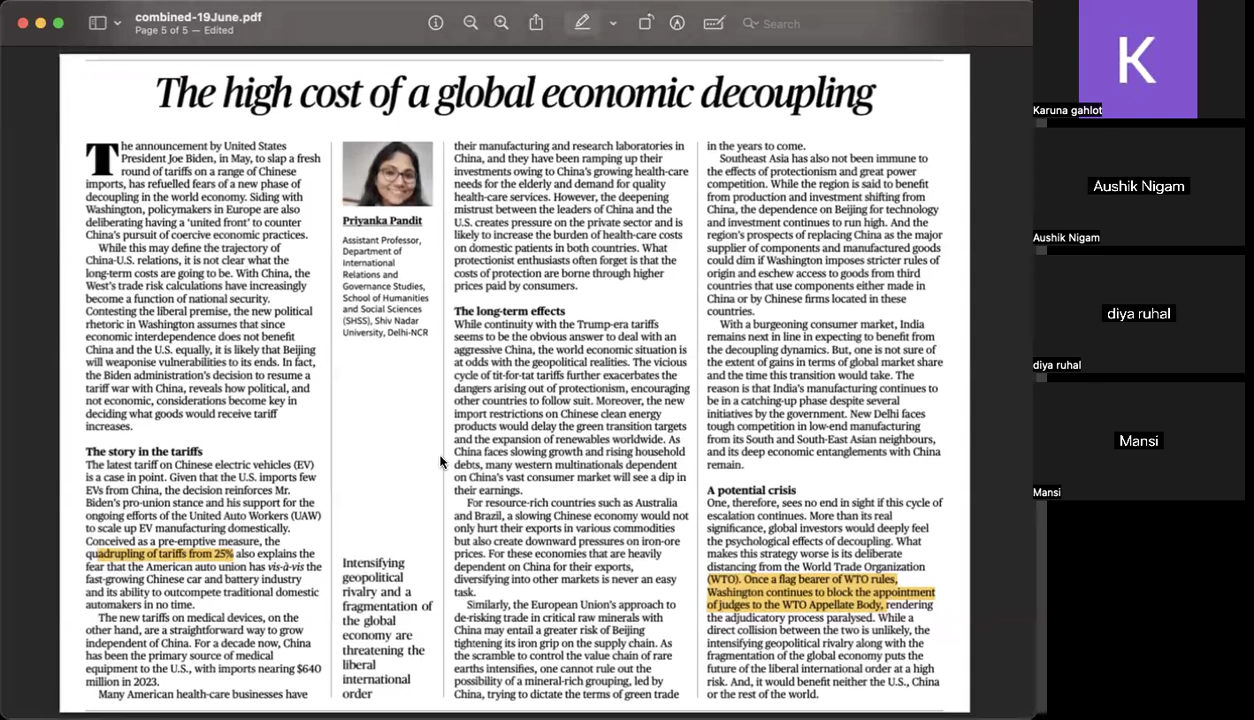 combined-19June.pdf
Page 5 of 5 — Edited
Search
The high cost of a global economic decoupling
The announcement by United States
President Joe Biden, in May, to slap a fresh
round of tariffs on a range of Chinese
imports, has refuelled fears of a new phase of
decoupling in the world economy. Siding with
Washington, policymakers in Europe are also
deliberating having a 'united front' to counter
China's pursuit of coercive economic practices.
While this may define the trajectory of
China-U.S. relations, it is not clear what the
long-term costs are going to be. With China, the
West's trade risk calculations have increasingly
become a function of national security.
Contesting the liberal premise, the new political
rhetoric in Washington assumes that since
economic interdependence does not benefit
China and the U.S. equally, it is likely that Beijing
will weaponise vulnerabilities to its ends. In fact,
the Biden administration's decision to resume a
tariff war with China, reveals how political, and
not economic, considerations become key in
deciding what goods would receive tariff
increases.
The story in the tariffs
The latest tariff on Chinese electric vehicles (EV)
is a case in point. Given that the U.S. imports few
EVs from China, the decision reinforces Mr.
Biden's pro-union stance and his support for the
ongoing efforts of the United Auto Workers (UAW)
to scale up EV manufacturing domestically.
Conceived as a pre-emptive measure, the
quadrupling of tariffs from 25% also explains the
fear that the American auto union has vis-à-vis the
fast-growing Chinese car and battery industry
and its ability to outcompete traditional domestic
automakers in no time.
The new tariffs on medical devices, on the
other hand, are a straightforward way to grow
independent of China. For a decade now, China
has been the primary source of medical
equipment to the U.S., with imports nearing $640
million in 2023.
Many American health-care businesses have
Priyanka Pandit
Assistant Professor,
Department of
International
Relations and
Governance Studies,
School of Humanities
and Social Sciences
(SHSS), Shiv Nadar
University, Delhi-NCR
Intensifying
geopolitical
rivalry and a
fragmentation of
the global
economy are
threatening the
liberal
international
order
their manufacturing and research laboratories in
China, and they have been ramping up their
investments owing to China's growing health-care
needs for the elderly and demand for quality
health-care services. However, the deepening
mistrust between the leaders of China and the
U.S. creates pressure on the private sector and is
likely to increase the burden of health-care costs
on domestic patients in both countries. What
protectionist enthusiasts often forget is that the
costs of protection are borne through higher
prices paid by consumers.
The long-term effects
While continuity with the Trump-era tariffs
seems to be the obvious answer to deal with an
aggressive China, the world economic situation is
at odds with the geopolitical realities. The vicious
cycle of tit-for-tat tariffs further exacerbates the
dangers arising out of protectionism, encouraging
other countries to follow suit. Moreover, the new
import restrictions on Chinese clean energy
products would delay the green transition targets
and the expansion of renewables worldwide. As
China faces slowing growth and rising household
debts, many western multinationals dependent
on China's vast consumer market will see a dip in
their earnings.
For resource-rich countries such as Australia
and Brazil, a slowing Chinese economy would not
only hurt their exports in various commodities
but also create downward pressures on iron-ore
prices. For these economies that are heavily
dependent on China for their exports,
diversifying into other markets is never an easy
task.
Similarly, the European Union's approach to
de-risking trade in critical raw minerals with
China may entail a greater risk of Beijing
tightening its iron grip on the supply chain. As
the scramble to control the value chain of rare
earths intensifies, one cannot rule out the
possibility of a mineral-rich grouping, led by
China, trying to dictate the terms of green trade
in the years to come.
Southeast Asia has also not been immune to
the effects of protectionism and great power
competition. While the region is said to benefit
from production and investment shifting from
China, the dependence on Beijing for technology
and investment continues to run high. And the
region's prospects of replacing China as the major
supplier of components and manufactured goods
could dim if Washington imposes stricter rules of
origin and eschew access to goods from third
countries that use components either made in
China or by Chinese firms located in these
countries.
With a burgeoning consumer market, India
remains next in line in expecting to benefit from
the decoupling dynamics. But, one is not sure of
the extent of gains in terms of global market share
and the time this transition would take. The
reason is that India's manufacturing continues to
be in a catching-up phase despite several
initiatives by the government. New Delhi faces
tough competition in low-end manufacturing
from its South and South-East Asian neighbours,
and its deep economic entanglements with China
remain.
A potential crisis
One, therefore, sees no end in sight if this cycle of
escalation continues. More than its real
significance, global investors would deeply feel
the psychological effects of decoupling. What
makes this strategy worse is its deliberate
distancing from the World Trade Organization
(WTO). Once a flag bearer of WTO rules,
Washington continues to block the appointment
of judges to the WTO Appellate Body, rendering
the adjudicatory process paralysed. While a
direct collision between the two is unlikely, the
intensifying geopolitical rivalry along with the
fragmentation of the global economy puts the
future of the liberal international order at a high
risk. And, it would benefit neither the U.S., China
or the rest of the world.
K
Karuna gahlot
Aushik Nigam
Aushik Nigam
diya ruhal
diya ruhal
Mansi
Mansi